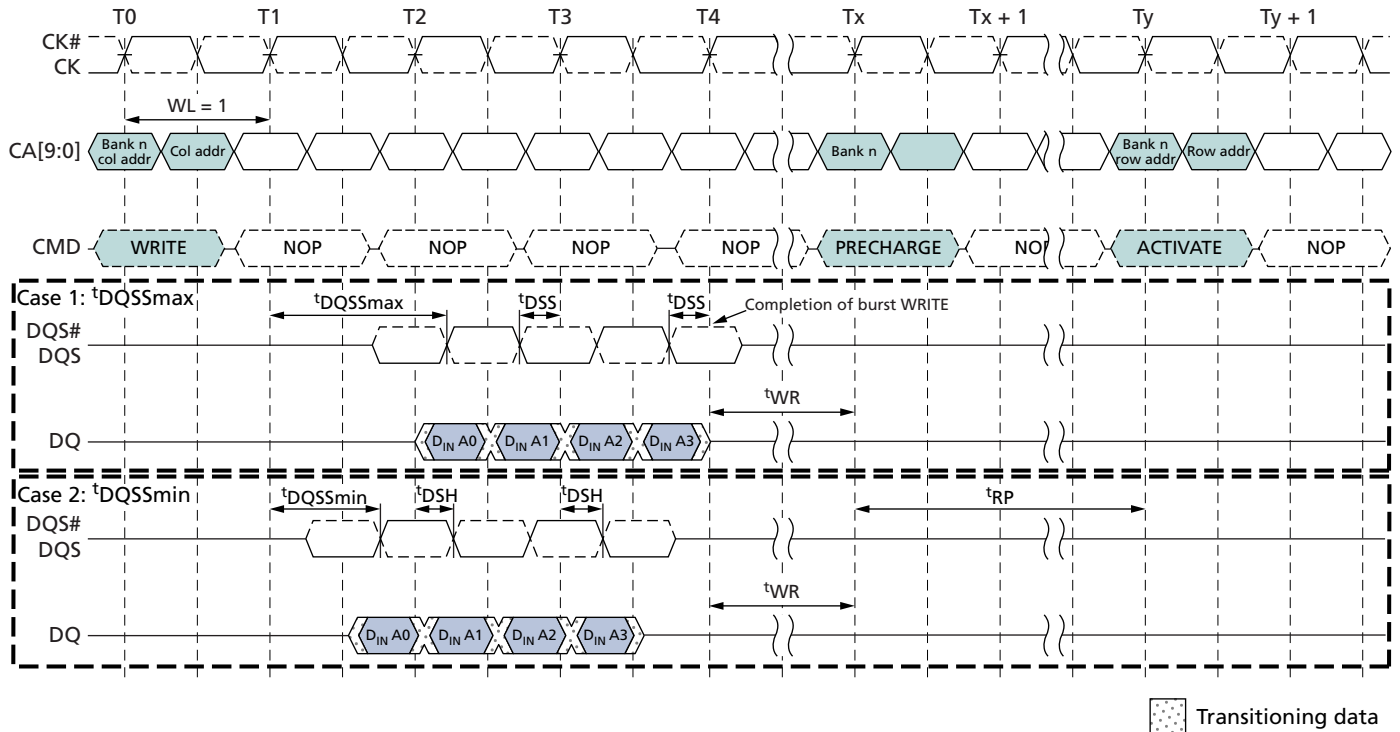 T0 T1 T2 T3 T4 Tx Tx + 1 Ty Ty + 1
CK#
CK
WL = 1
CA[9:0] Bank n col addr Col addr Bank n Bank n row addr Row addr
CMD WRITE NOP NOP NOP NOP PRECHARGE NOP ACTIVATE NOP
Case 1: tDQSSmax
tDQSSmax tDSS tDSS Completion of burst WRITE
DQS#
DQS
tWR
DQ DIN A0 DIN A1 DIN A2 DIN A3
Case 2: tDQSSmin
tDQSSmin tDSH tDSH tRP
DQS#
DQS
tWR
DQ DIN A0 DIN A1 DIN A2 DIN A3
Transitioning data